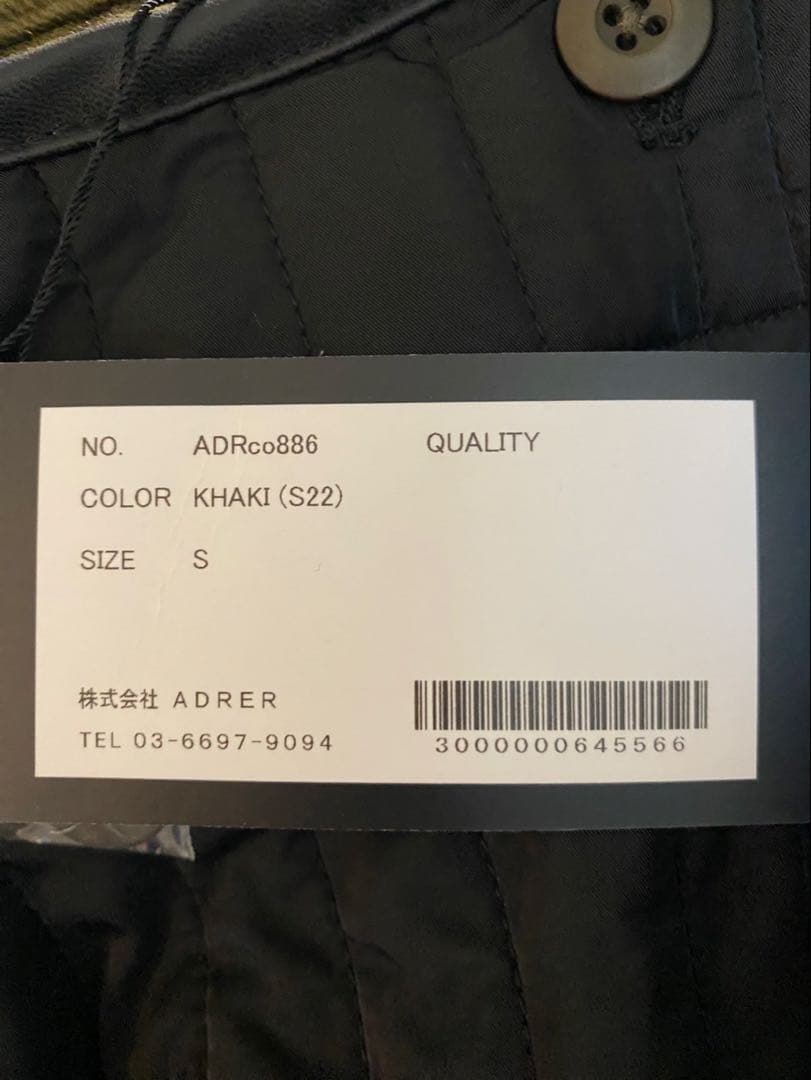 NO. ADRco886 QUALITY
COLOR KHAKI (S22)
SIZE S
株式会社 ADRER
TEL 03-6697-9094
3000000645566